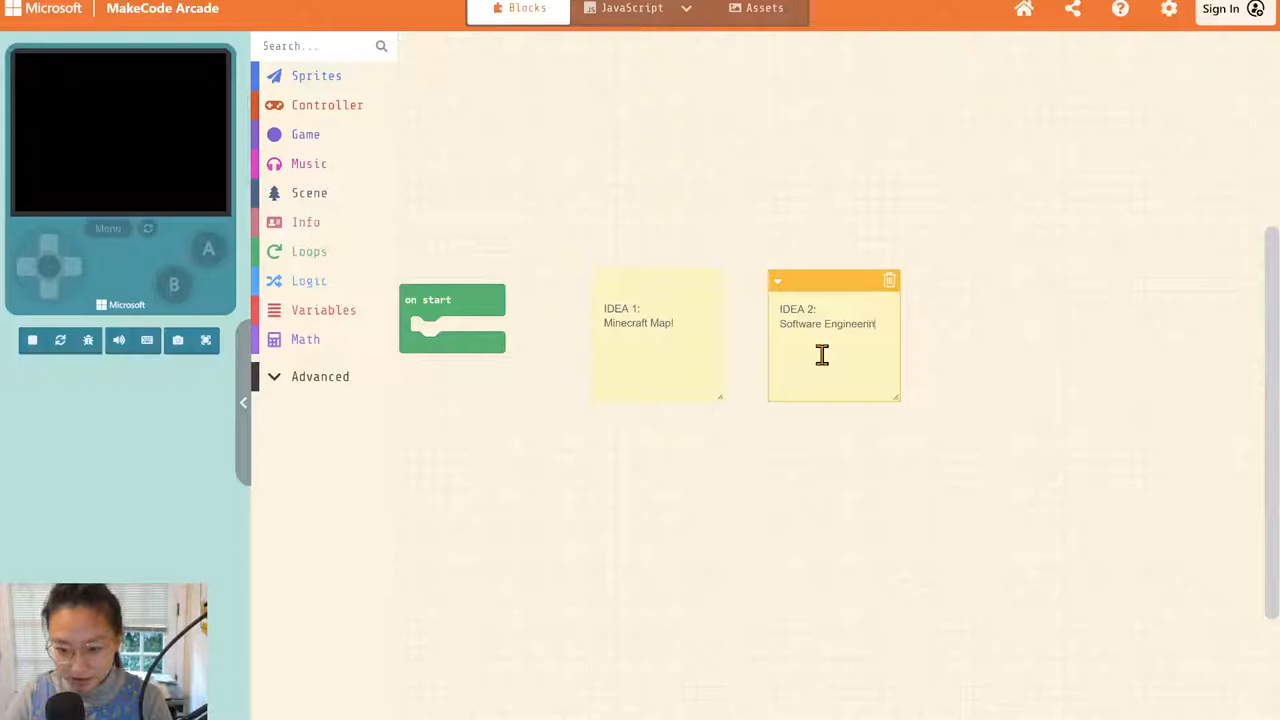 Microsoft
MakeCode Arcade
Blocks
JavaScript
Assets
Sign In
Search...
Sprites
Controller
Game
Music
Scene
Info
Loops
Logic
Variables
Math
Advanced
Menu
A
B
Microsoft
on start
IDEA 1:
Minecraft Map!
IDEA 2:
Software Engineerin